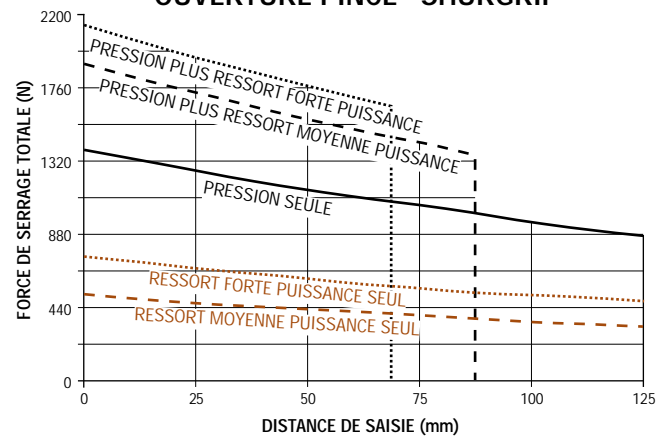 OUVERTURE PINCE - SHURGRIP
2200
1760
1320
880
440
0
FORCE DE SERRAGE TOTALE (N)
PRESSION PLUS RESSORT FORTE PUISSANCE
PRESSION PLUS RESSORT MOYENNE PUISSANCE
PRESSION SEULE
RESSORT FORTE PUISSANCE SEUL
RESSORT MOYENNE PUISSANCE SEUL
0
25
50
75
100
125
DISTANCE DE SAISIE (mm)